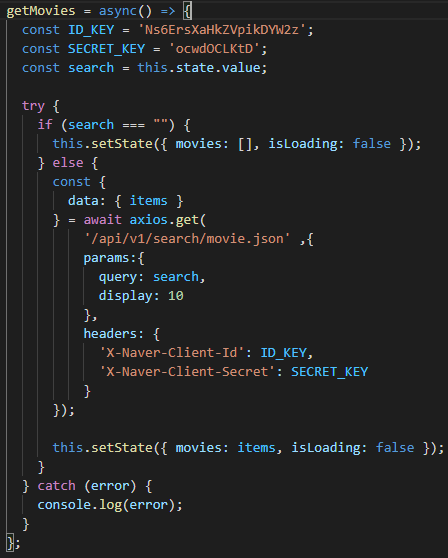 getMovies = async() => {
const ID_KEY = 'Ns6ErsXaHkZVpikDYW2z';
const SECRET_KEY = 'ocwdOCLKtD';
const search = this.state.value;
try {
if (search === "") {
this.setState({ movies: [], isLoading: false });
} else {
const {
data: { items }
} = await axios.get(
'/api/v1/search/movie.json' ,{
params:{
query: search,
display: 10
},
headers: {
'X-Naver-Client-Id': ID_KEY,
'X-Naver-Client-Secret': SECRET_KEY
}
});
this.setState({ movies: items, isLoading: false });
}
} catch (error) {
console.log(error);
}
};